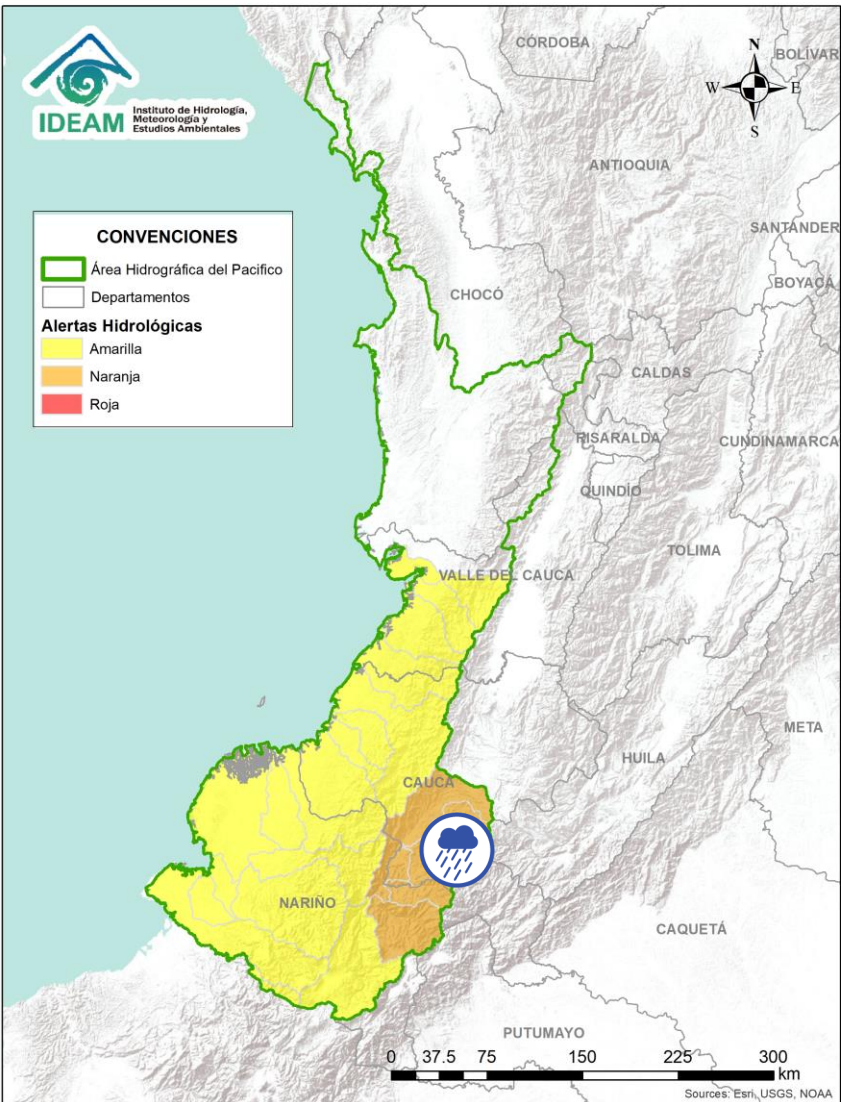 IDEAM
Instituto de Hidrología,
Meteorología y
Estudios Ambientales
N
W
E
S
CONVENCIONES
Área Hidrográfica del Pacifico
Departamentos
Alertas Hidrológicas
Amarilla
Naranja
Roja
CÓRDOBA
BOLÍVAR
ANTIOQUIA
SANTANDER
BOYACÁ
CHOCÓ
CALDAS
RISARALDA
CUNDINAMARCA
QUINDÍO
TOLIMA
VALLE DEL CAUCA
META
HUILA
CAUCA
NARIÑO
CAQUETÁ
PUTUMAYO
0 37.5 75 150 225 300
km
Sources: Esri, USGS, NOAA